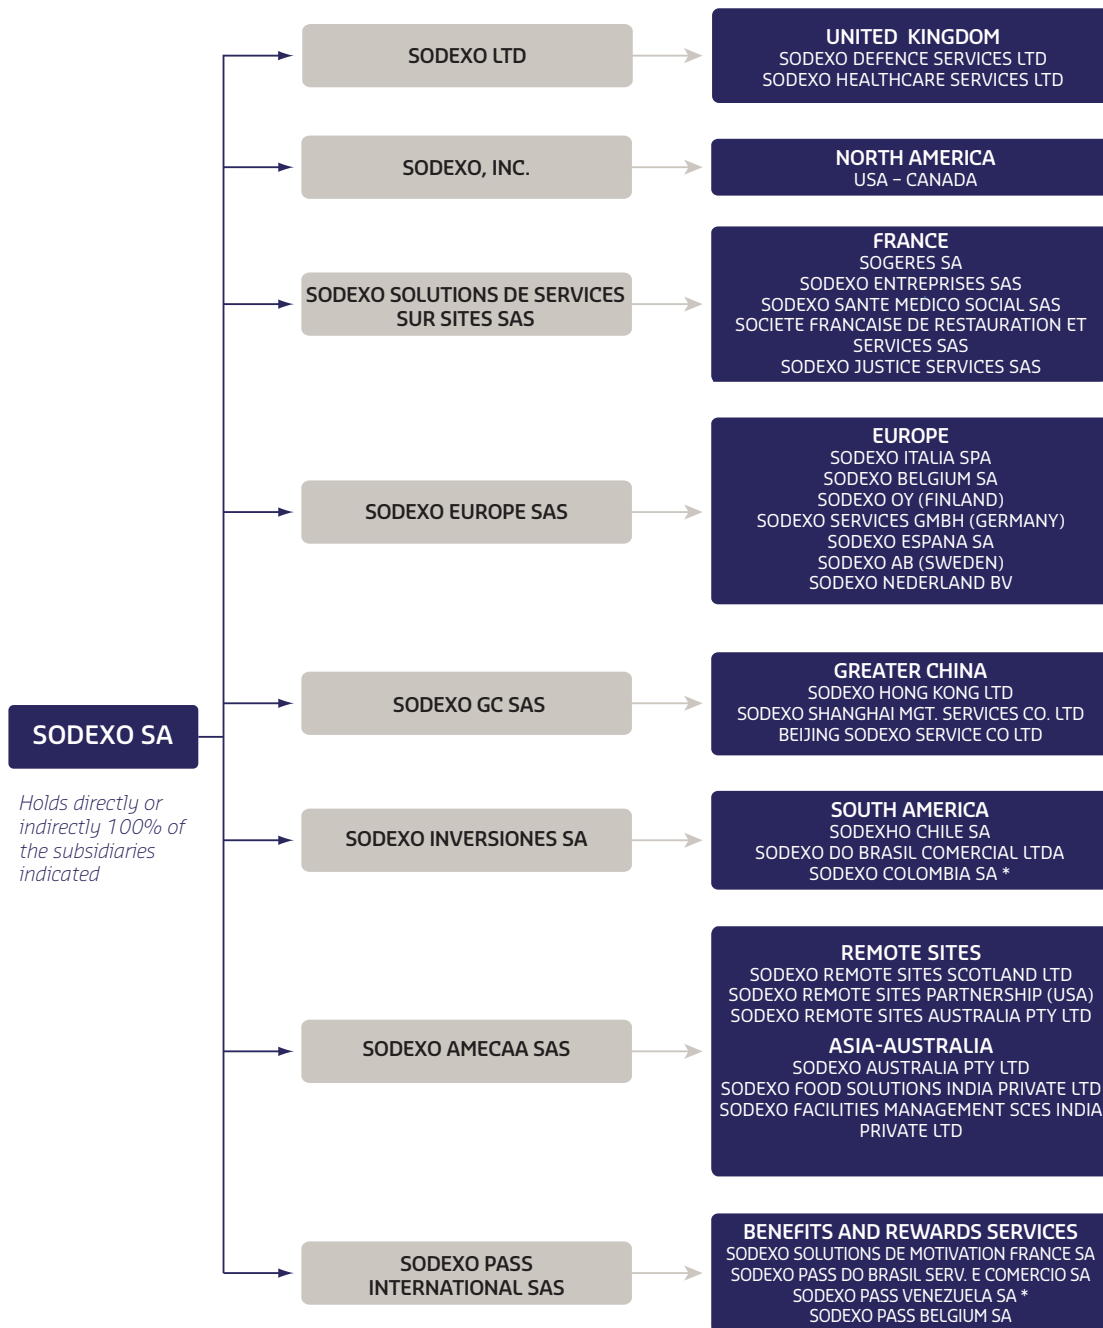 SODEXO LTD
UNITED KINGDOM
SODEXO DEFENCE SERVICES LTD
SODEXO HEALTHCARE SERVICES LTD
SODEXO, INC.
NORTH AMERICA
USA – CANADA
SODEXO SOLUTIONS DE SERVICES
SUR SITES SAS
FRANCE
SOGERES SA
SODEXO ENTREPRISES SAS
SODEXO SANTE MEDICO SOCIAL SAS
SOCIETE FRANCAISE DE RESTAURATION ET
SERVICES SAS
SODEXO JUSTICE SERVICES SAS
SODEXO EUROPE SAS
EUROPE
SODEXO ITALIA SPA
SODEXO BELGIUM SA
SODEXO OY (FINLAND)
SODEXO SERVICES GMBH (GERMANY)
SODEXO ESPANA SA
SODEXO AB (SWEDEN)
SODEXO NEDERLAND BV
SODEXO SA
Holds directly or
indirectly 100% of
the subsidiaries
indicated
SODEXO GC SAS
GREATER CHINA
SODEXO HONG KONG LTD
SODEXO SHANGHAI MGT. SERVICES CO. LTD
BEIJING SODEXO SERVICE CO LTD
SODEXO INVERSIONES SA
SOUTH AMERICA
SODEXHO CHILE SA
SODEXO DO BRASIL COMERCIAL LTDA
SODEXO COLOMBIA SA *
SODEXO AMECAA SAS
REMOTE SITES
SODEXO REMOTE SITES SCOTLAND LTD
SODEXO REMOTE SITES PARTNERSHIP (USA)
SODEXO REMOTE SITES AUSTRALIA PTY LTD
ASIA-AUSTRALIA
SODEXO AUSTRALIA PTY LTD
SODEXO FOOD SOLUTIONS INDIA PRIVATE LTD
SODEXO FACILITIES MANAGEMENT SCES INDIA
PRIVATE LTD
SODEXO PASS
INTERNATIONAL SAS
BENEFITS AND REWARDS SERVICES
SODEXO SOLUTIONS DE MOTIVATION FRANCE SA
SODEXO PASS DO BRASIL SERV. E COMERCIO SA
SODEXO PASS VENEZUELA SA *
SODEXO PASS BELGIUM SA